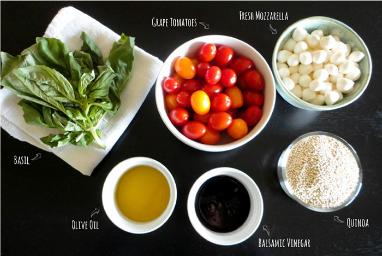 Fresh Mozzarella
Grape Tomatoes
Basil
Olive Oil
Quinoa
Balsamic Vinegar